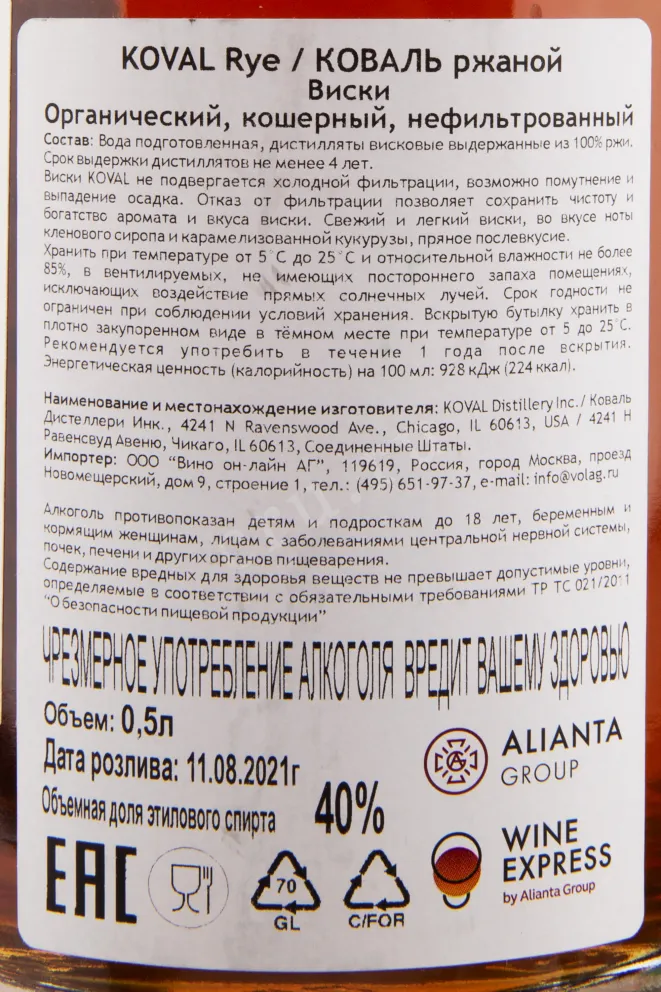 KOVAL Rye / КОВАЛЬ ржаной
Виски
Органический, кошерный, нефильтрованный
Состав: Вода подготовленная, дистилляты висковые выдержанные из 100% ржи.
Срок выдержки дистиллятов не менее 4 лет.
Виски KOVAL не подвергается холодной фильтрации, возможно помутнение и
выпадение осадка. Отказ от фильтрации позволяет сохранить чистоту и
богатство аромата и вкуса виски. Свежий и легкий виски, во вкусе ноты
кленового сиропа и карамелизованной кукурузы, пряное послевкусие.
Хранить при температуре от 5°С до 25°С и относительной влажности не более
85%, в вентилируемых, не имеющих постороннего запаха помещениях,
исключающих воздействие прямых солнечных лучей. Срок годности не
ограничен при соблюдении условий хранения. Вскрытую бутылку хранить в
плотно закупоренном виде в тёмном месте при температуре от 5 до 25°С.
Рекомендуется употребить в течение 1 года после вскрытия.
Энергетическая ценность (калорийность) на 100 мл: 928 кДж (224 ккал).
Наименование и местонахождение изготовителя: KOVAL Distillery Inc. / Коваль
Дистеллери Инк., 4241 N Ravenswood Ave., Chicago, IL 60613, USA / 4241 Н
Равенсвуд Авеню, Чикаго, IL 60613, Соединенные Штаты.
Импортер: ООО "Вино он-лайн АГ", 119619, Россия, город Москва, проезд
Новомещерский, дом 9, строение 1, тел.: (495) 651-97-37, e-mail: info@volag.ru
Алкоголь противопоказан детям и подросткам до 18 лет, беременным и
кормящим женщинам, лицам с заболеваниями центральной нервной системы,
почек, печени и других органов пищеварения.
Содержание вредных для здоровья веществ не превышает допустимые уровни,
определяемые в соответствии с обязательными требованиями ТР ТС 021/2011
"О безопасности пищевой продукции"
ЧРЕЗМЕРНОЕ УПОТРЕБЛЕНИЕ АЛКОГОЛЯ ВРЕДИТ ВАШЕМУ ЗДОРОВЬЮ
Объем: 0,5л
Дата розлива: 11.08.2021г
Объемная доля этилового спирта 40%
ALIANTA
GROUP
WINE
EXPRESS
by Alianta Group
EAC
70
GL
C/FOR